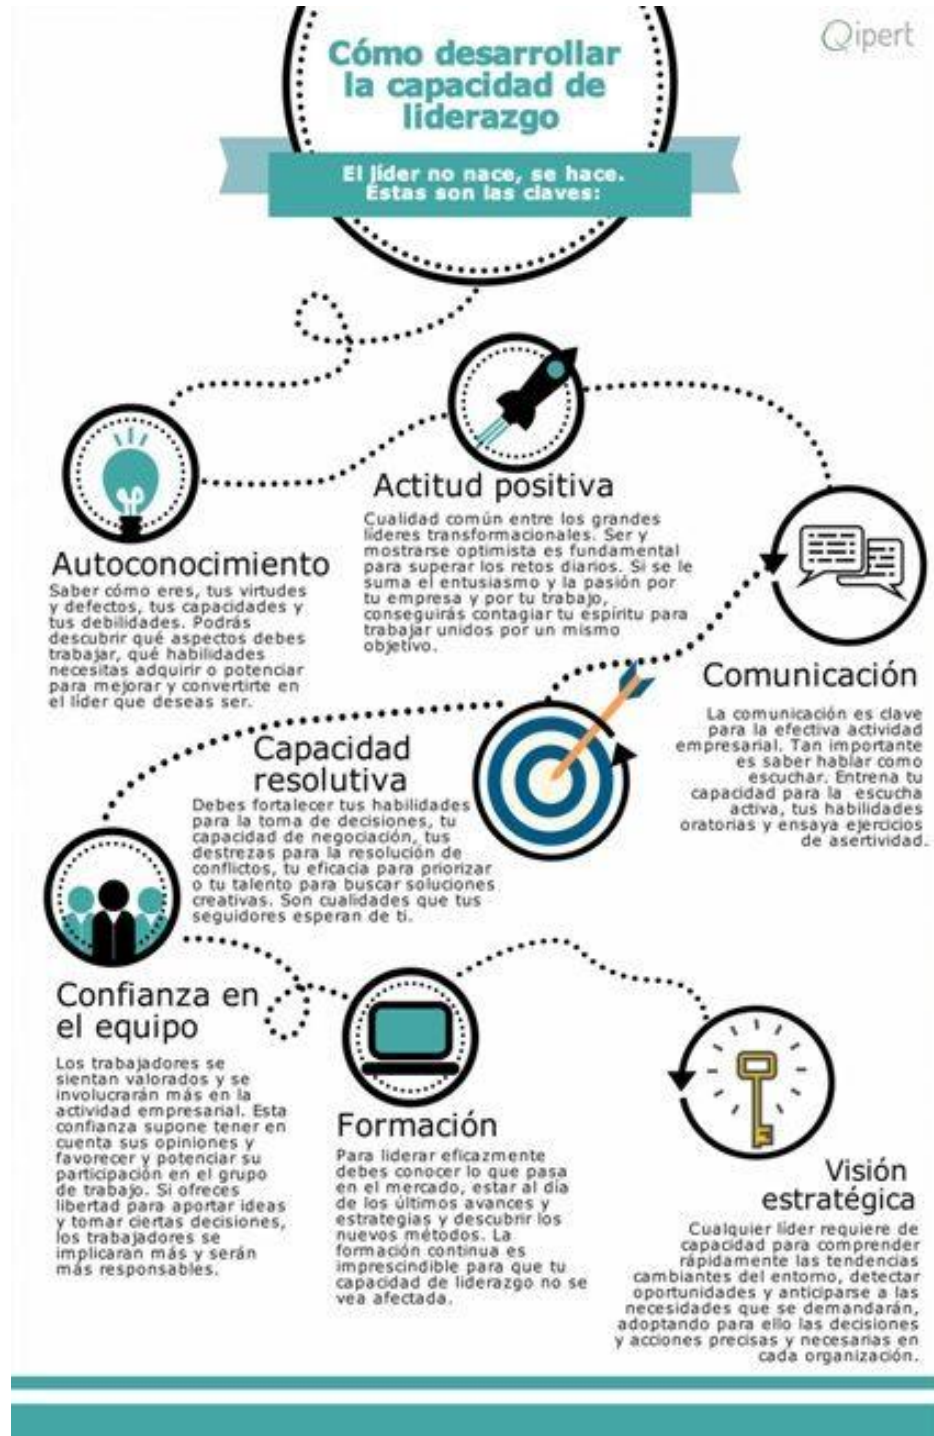 Qipert
Cómo desarrollar
la capacidad de
liderazgo
El líder no nace, se hace.
Éstas son las claves:
Autoconocimiento
Saber cómo eres, tus virtudes
y defectos, tus capacidades y
tus debilidades. Podrás
descubrir qué aspectos debes
trabajar, qué habilidades
necesitas adquirir o potenciar
para mejorar y convertirte en
el líder que deseas ser.
Actitud positiva
Cualidad común entre los grandes
líderes transformacionales. Ser y
mostrarse optimista es fundamental
para superar los retos diarios. Si se le
suma el entusiasmo y la pasión por
tu empresa y por tu trabajo,
conseguirás contagiar tu espíritu para
trabajar unidos por un mismo
objetivo.
Comunicación
La comunicación es clave
para la efectiva actividad
empresarial. Tan importante
es saber hablar como
escuchar. Entrena tu
capacidad para la escucha
activa, tus habilidades
oratorias y ensaya ejercicios
de asertividad.
Capacidad
resolutiva
Debes fortalecer tus habilidades
para la toma de decisiones, tu
capacidad de negociación, tus
destrezas para la resolución de
conflictos, tu eficacia para priorizar
o tu talento para buscar soluciones
creativas. Son cualidades que tus
seguidores esperan de ti.
Confianza en
el equipo
Los trabajadores se
sientan valorados y se
involucrarán más en la
actividad empresarial. Esta
confianza supone tener en
cuenta sus opiniones y
favorecer y potenciar su
participación en el grupo
de trabajo. Si ofreces
libertad para aportar ideas
y tomar ciertas decisiones,
los trabajadores se
implicaran más y serán
más responsables.
Formación
Para liderar eficazmente
debes conocer lo que pasa
en el mercado, estar al día
de los últimos avances y
estrategias y descubrir los
nuevos métodos. La
formación continua es
imprescindible para que tu
capacidad de liderazgo no se
vea afectada.
Visión
estratégica
Cualquier líder requiere de
capacidad para comprender
rápidamente las tendencias
cambiantes del entorno, detectar
oportunidades y anticiparse a las
necesidades que se demandarán,
adoptando para ello las decisiones
y acciones precisas y necesarias en
cada organización.